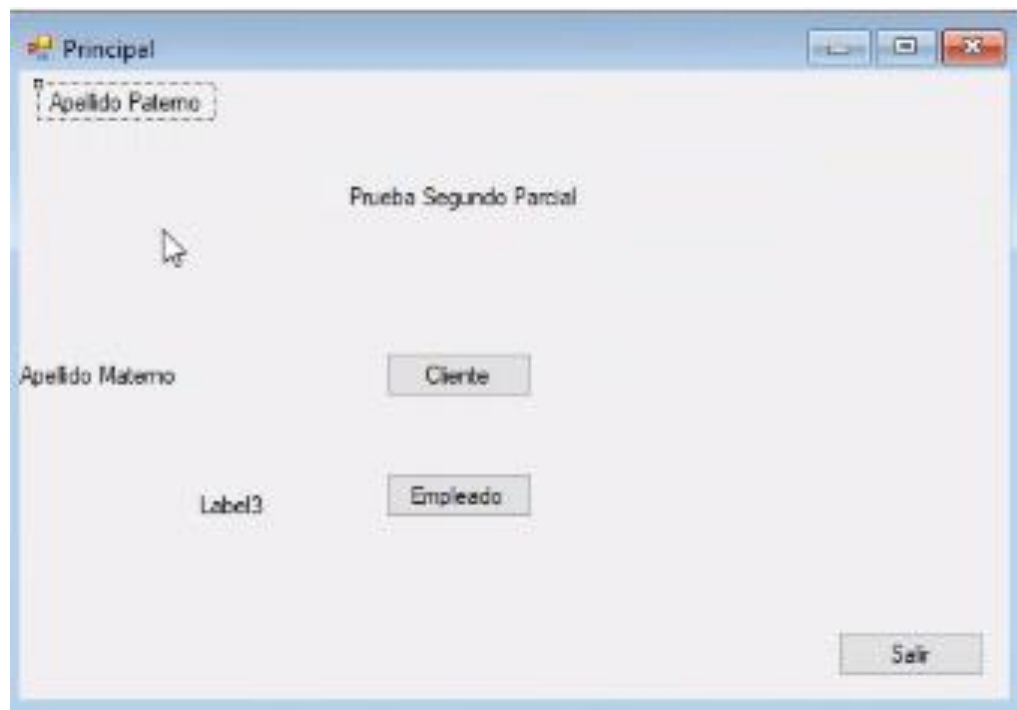 Principal
Apellido Paterno
Prueba Segundo Parcial
Apellido Materno
Cliente
Label3
Empleado
Salir